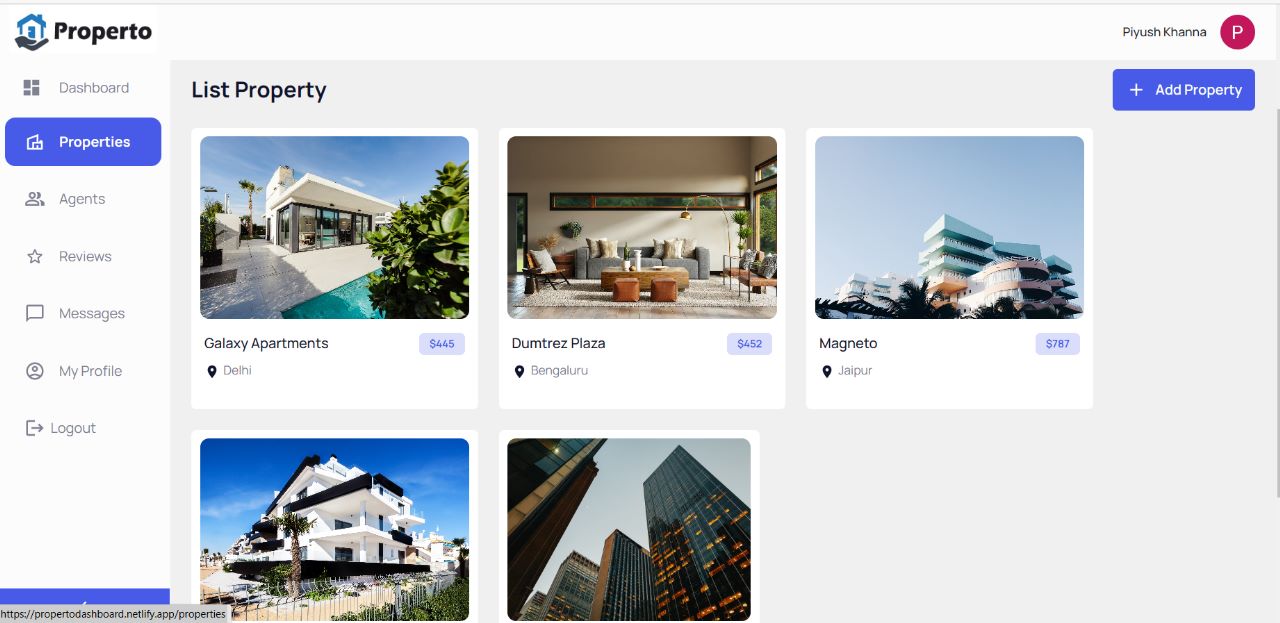 Properto
Piyush Khanna
P
Dashboard
Properties
Agents
Reviews
Messages
My Profile
Logout
List Property
+ Add Property
Galaxy Apartments
$445
Delhi
Dumtrez Plaza
$452
Bengaluru
Magneto
$787
Jaipur
https://propertodashboard.netlify.app/properties